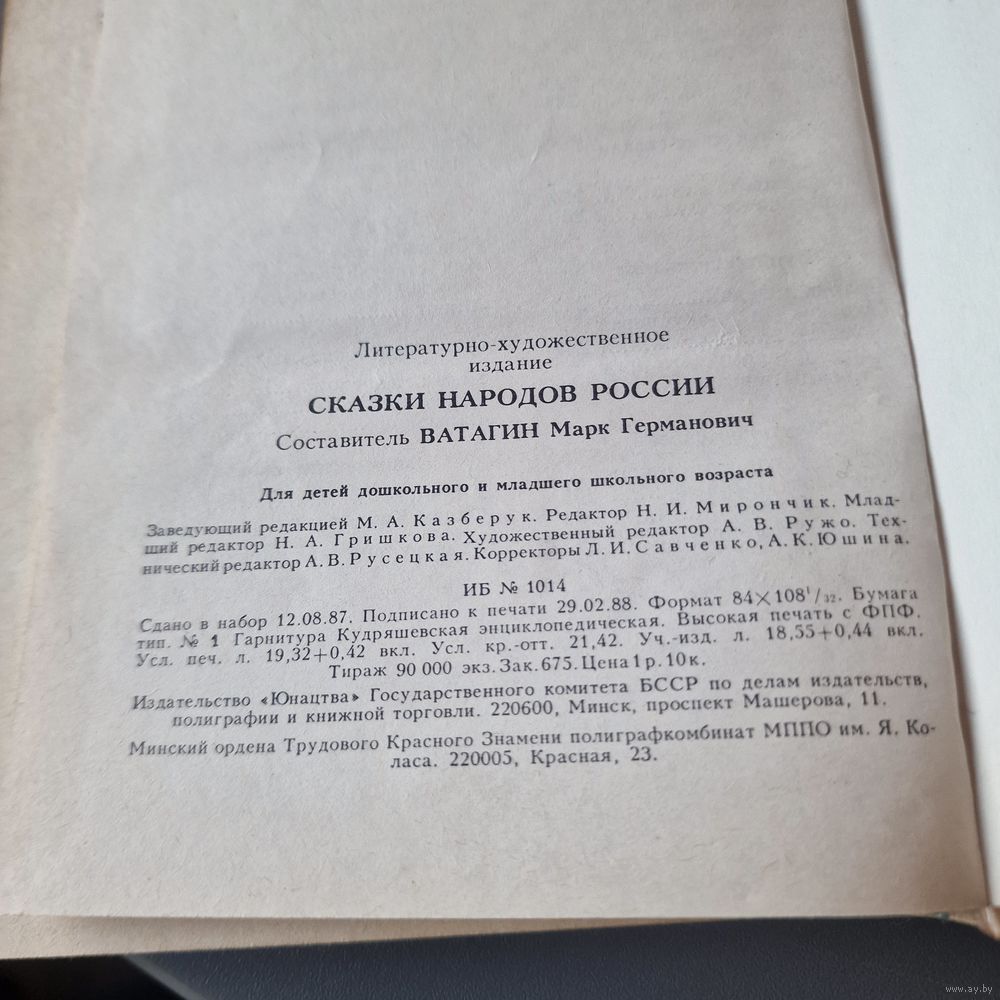 Литературно-художественное
издание
СКАЗКИ НАРОДОВ РОССИИ
Составитель ВАТАГИН Марк Германович
Для детей дошкольного и младшего школьного возраста
Заведующий редакцией М. А. Казберук. Редактор Н. И. Мирончик. Млад-
ший редактор Н. А. Гришкова. Художественный редактор А. В. Ружо. Тех-
нический редактор А. В. Русецкая. Корректоры Л. И. Савченко, А. К. Юшина.
ИБ № 1014
Сдано в набор 12.08.87. Подписано к печати 29.02.88. Формат 84×108¹/₃₂. Бумага
тип. № 1 Гарнитура Кудряшевская энциклопедическая. Высокая печать с ФПФ.
Усл. печ. л. 19,32+0,42 вкл. Усл. кр.-отт. 21,42. Уч.-изд. л. 18,55+0,44 вкл.
Тираж 90 000 экз. Зак. 675. Цена 1 р. 10 к.
Издательство «Юнацтва» Государственного комитета БССР по делам издательств,
полиграфии и книжной торговли. 220600, Минск, проспект Машерова, 11.
Минский ордена Трудового Красного Знамени полиграфкомбинат МППО им. Я. Ко-
ласа. 220005, Красная, 23.
www.ay.by